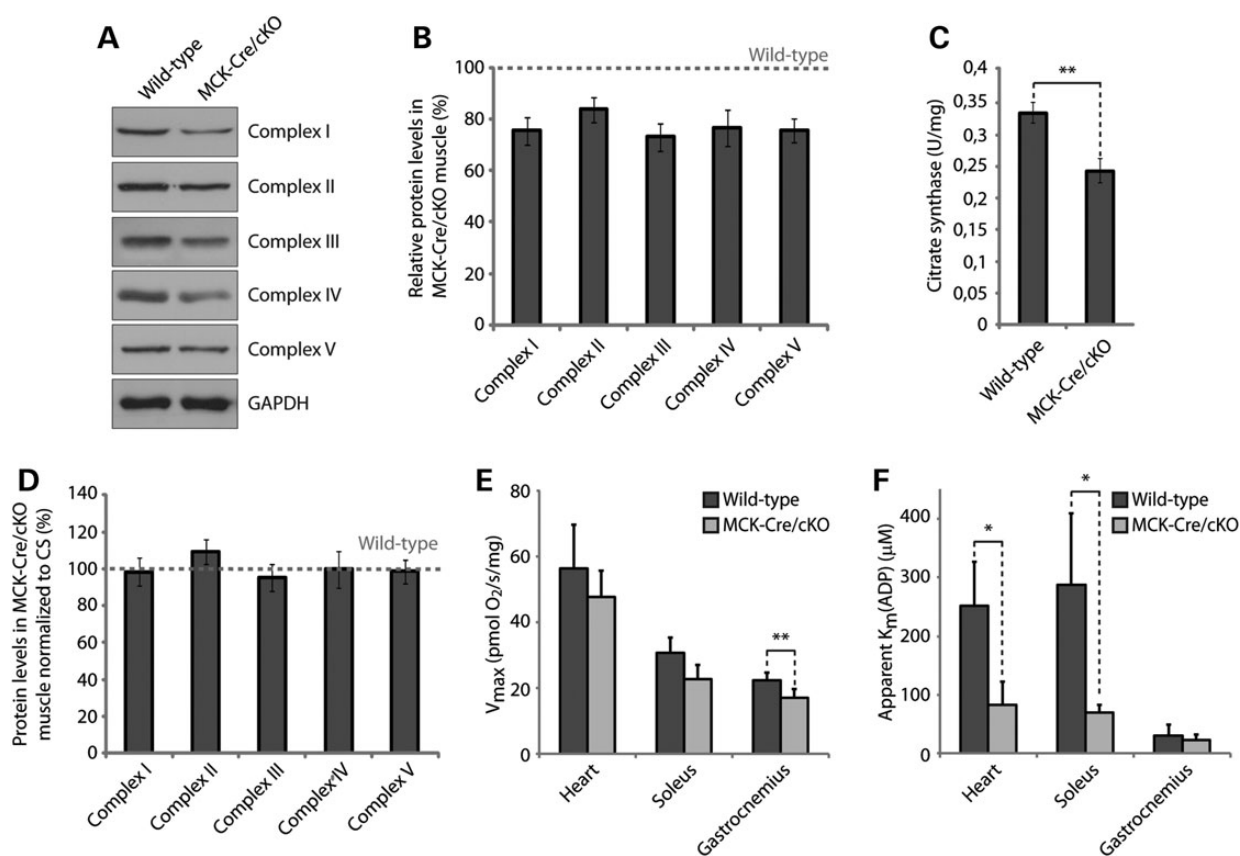 A
Wild-type
MCK-Cre/cKO
Complex I
Complex II
Complex III
Complex IV
Complex V
GAPDH
B
Relative protein levels in
MCK-Cre/cKO muscle (%)
100
80
60
40
20
0
Wild-type
Complex I
Complex II
Complex III
Complex IV
Complex V
C
Citrate synthase (U/mg)
0,4
0,35
0,3
0,25
0,2
0,15
0,1
0,05
0
**
Wild-type
MCK-Cre/cKO
D
Protein levels in MCK-Cre/cKO
muscle normalized to CS (%)
140
120
100
80
60
40
20
0
Wild-type
Complex I
Complex II
Complex III
Complex IV
Complex V
E
Vmax (pmol O2/s/mg)
80
60
40
20
0
Wild-type
MCK-Cre/cKO
**
Heart
Soleus
Gastrocnemius
F
Apparent Km(ADP) (μM)
400
300
200
100
0
*
*
Wild-type
MCK-Cre/cKO
Heart
Soleus
Gastrocnemius